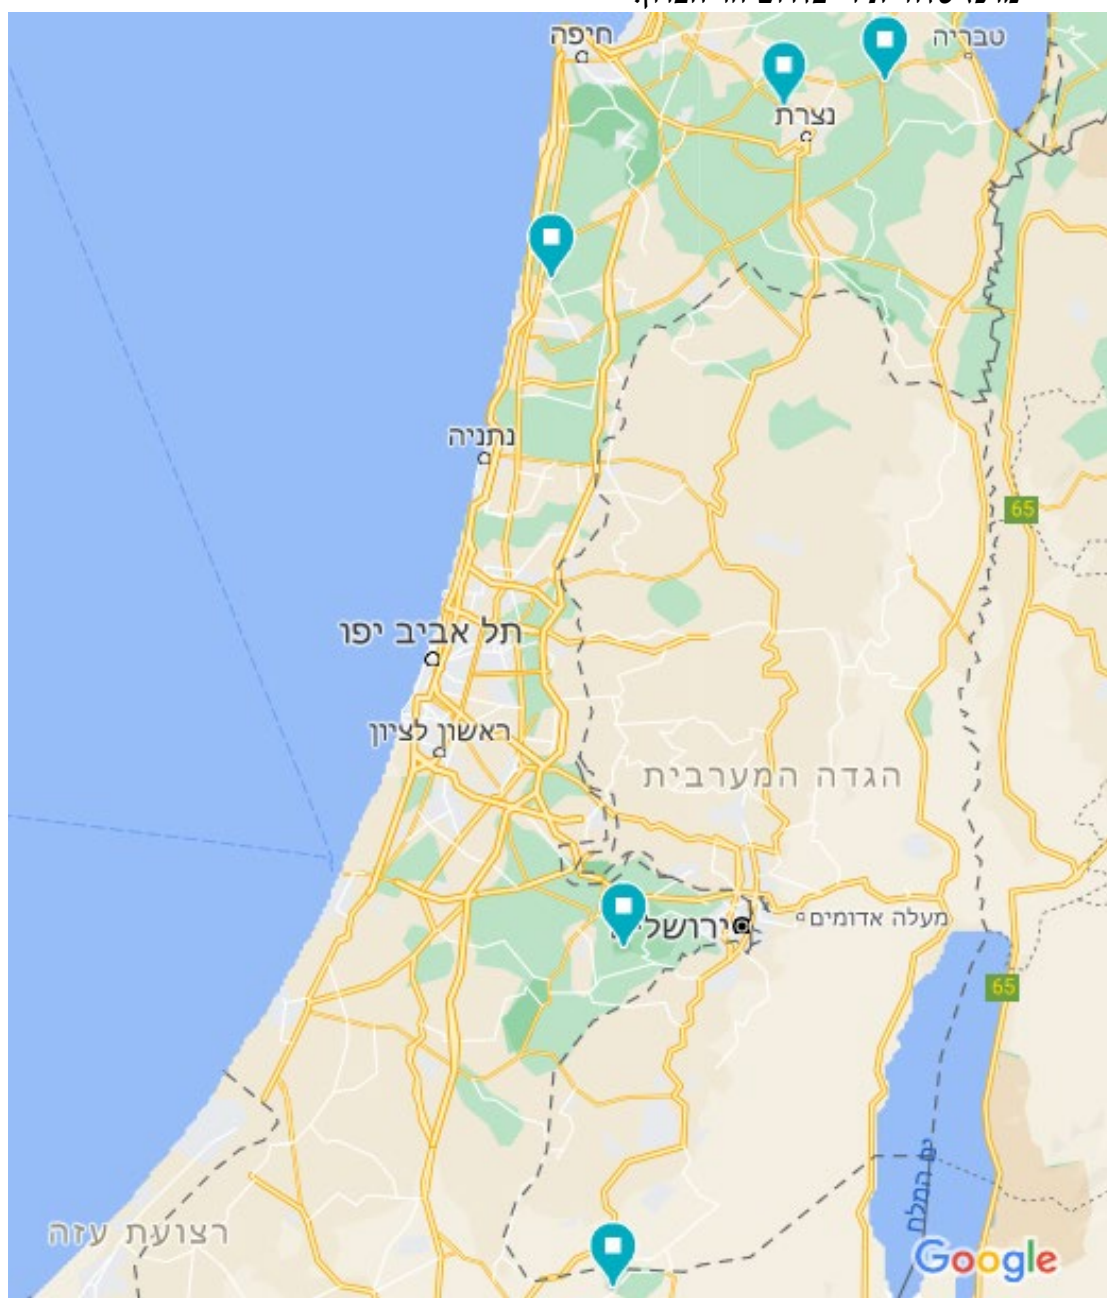 חיפה
טבריה
נצרת
נתניה
65
תל אביב יפו
ראשון לציון
הגדה המערבית
מעלה אדומים
ירושלי
65
ים המלח
רצועת עזה
Google